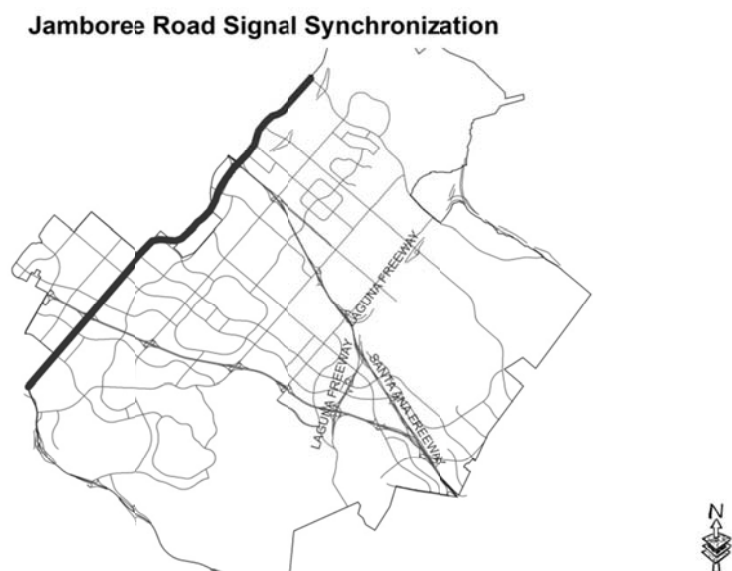 Jamboree Road Signal Synchronization
LAGUNA FREEWAY
LAGUNA FREEWAY
SANTA ANA FREEWAY
N